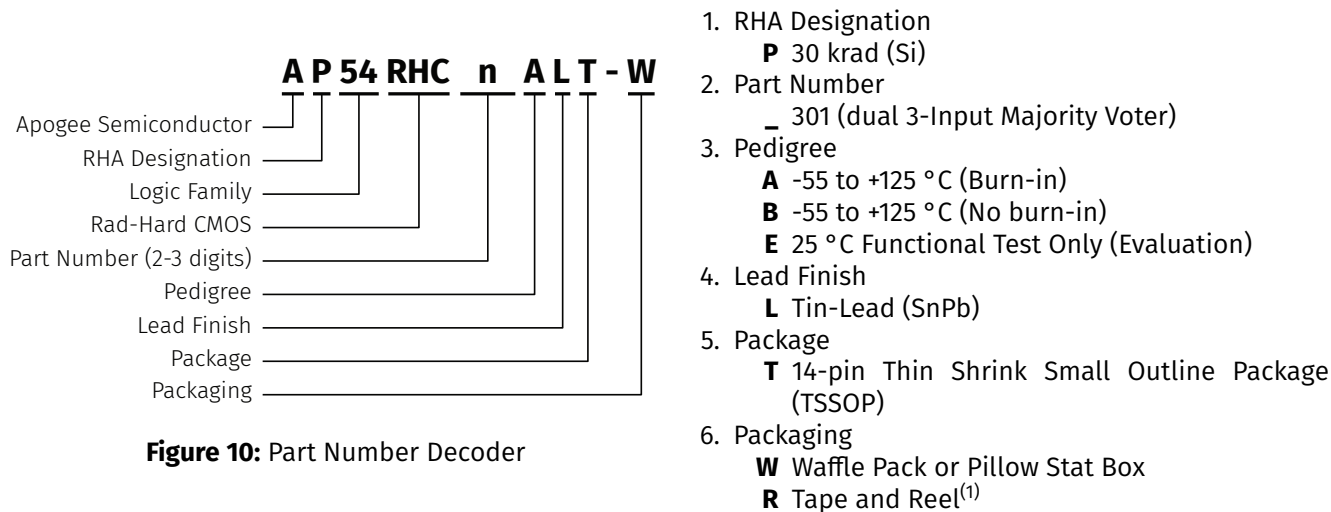 A P 54 RHC n A L T - W
Apogee Semiconductor
RHA Designation
Logic Family
Rad-Hard CMOS
Part Number (2-3 digits)
Pedigree
Lead Finish
Package
Packaging
Figure 10: Part Number Decoder
1. RHA Designation
P 30 krad (Si)
2. Part Number
_ 301 (dual 3-Input Majority Voter)
3. Pedigree
A -55 to +125 °C (Burn-in)
B -55 to +125 °C (No burn-in)
E 25 °C Functional Test Only (Evaluation)
4. Lead Finish
L Tin-Lead (SnPb)
5. Package
T 14-pin Thin Shrink Small Outline Package
(TSSOP)
6. Packaging
W Waffle Pack or Pillow Stat Box
R Tape and Reel(1)